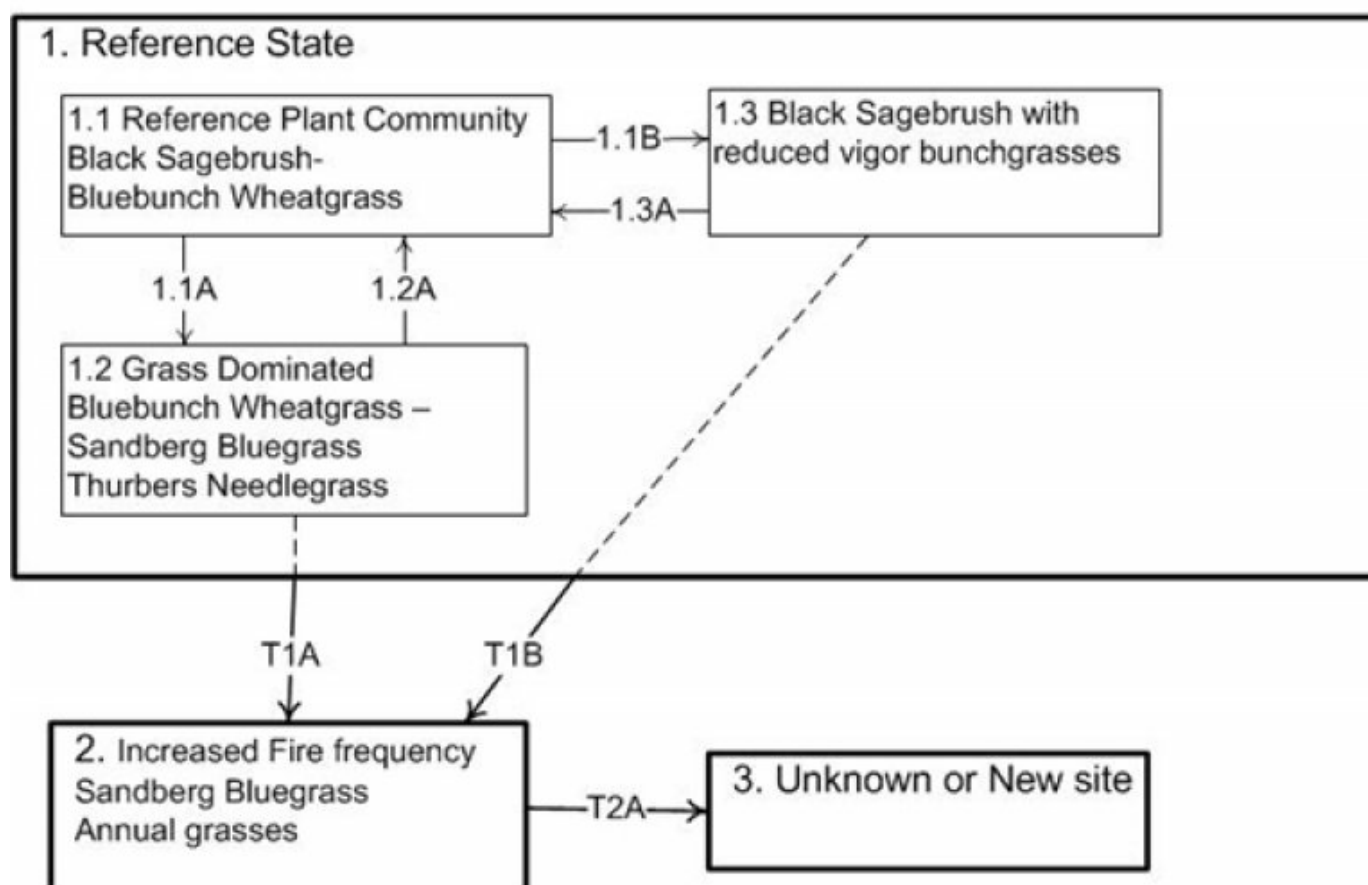 1. Reference State
1.1 Reference Plant Community
Black Sagebrush-
Bluebunch Wheatgrass
1.1B
1.3A
1.3 Black Sagebrush with
reduced vigor bunchgrasses
1.1A
1.2A
1.2 Grass Dominated
Bluebunch Wheatgrass –
Sandberg Bluegrass
Thurbers Needlegrass
T1A
T1B
2. Increased Fire frequency
Sandberg Bluegrass
Annual grasses
T2A
3. Unknown or New site